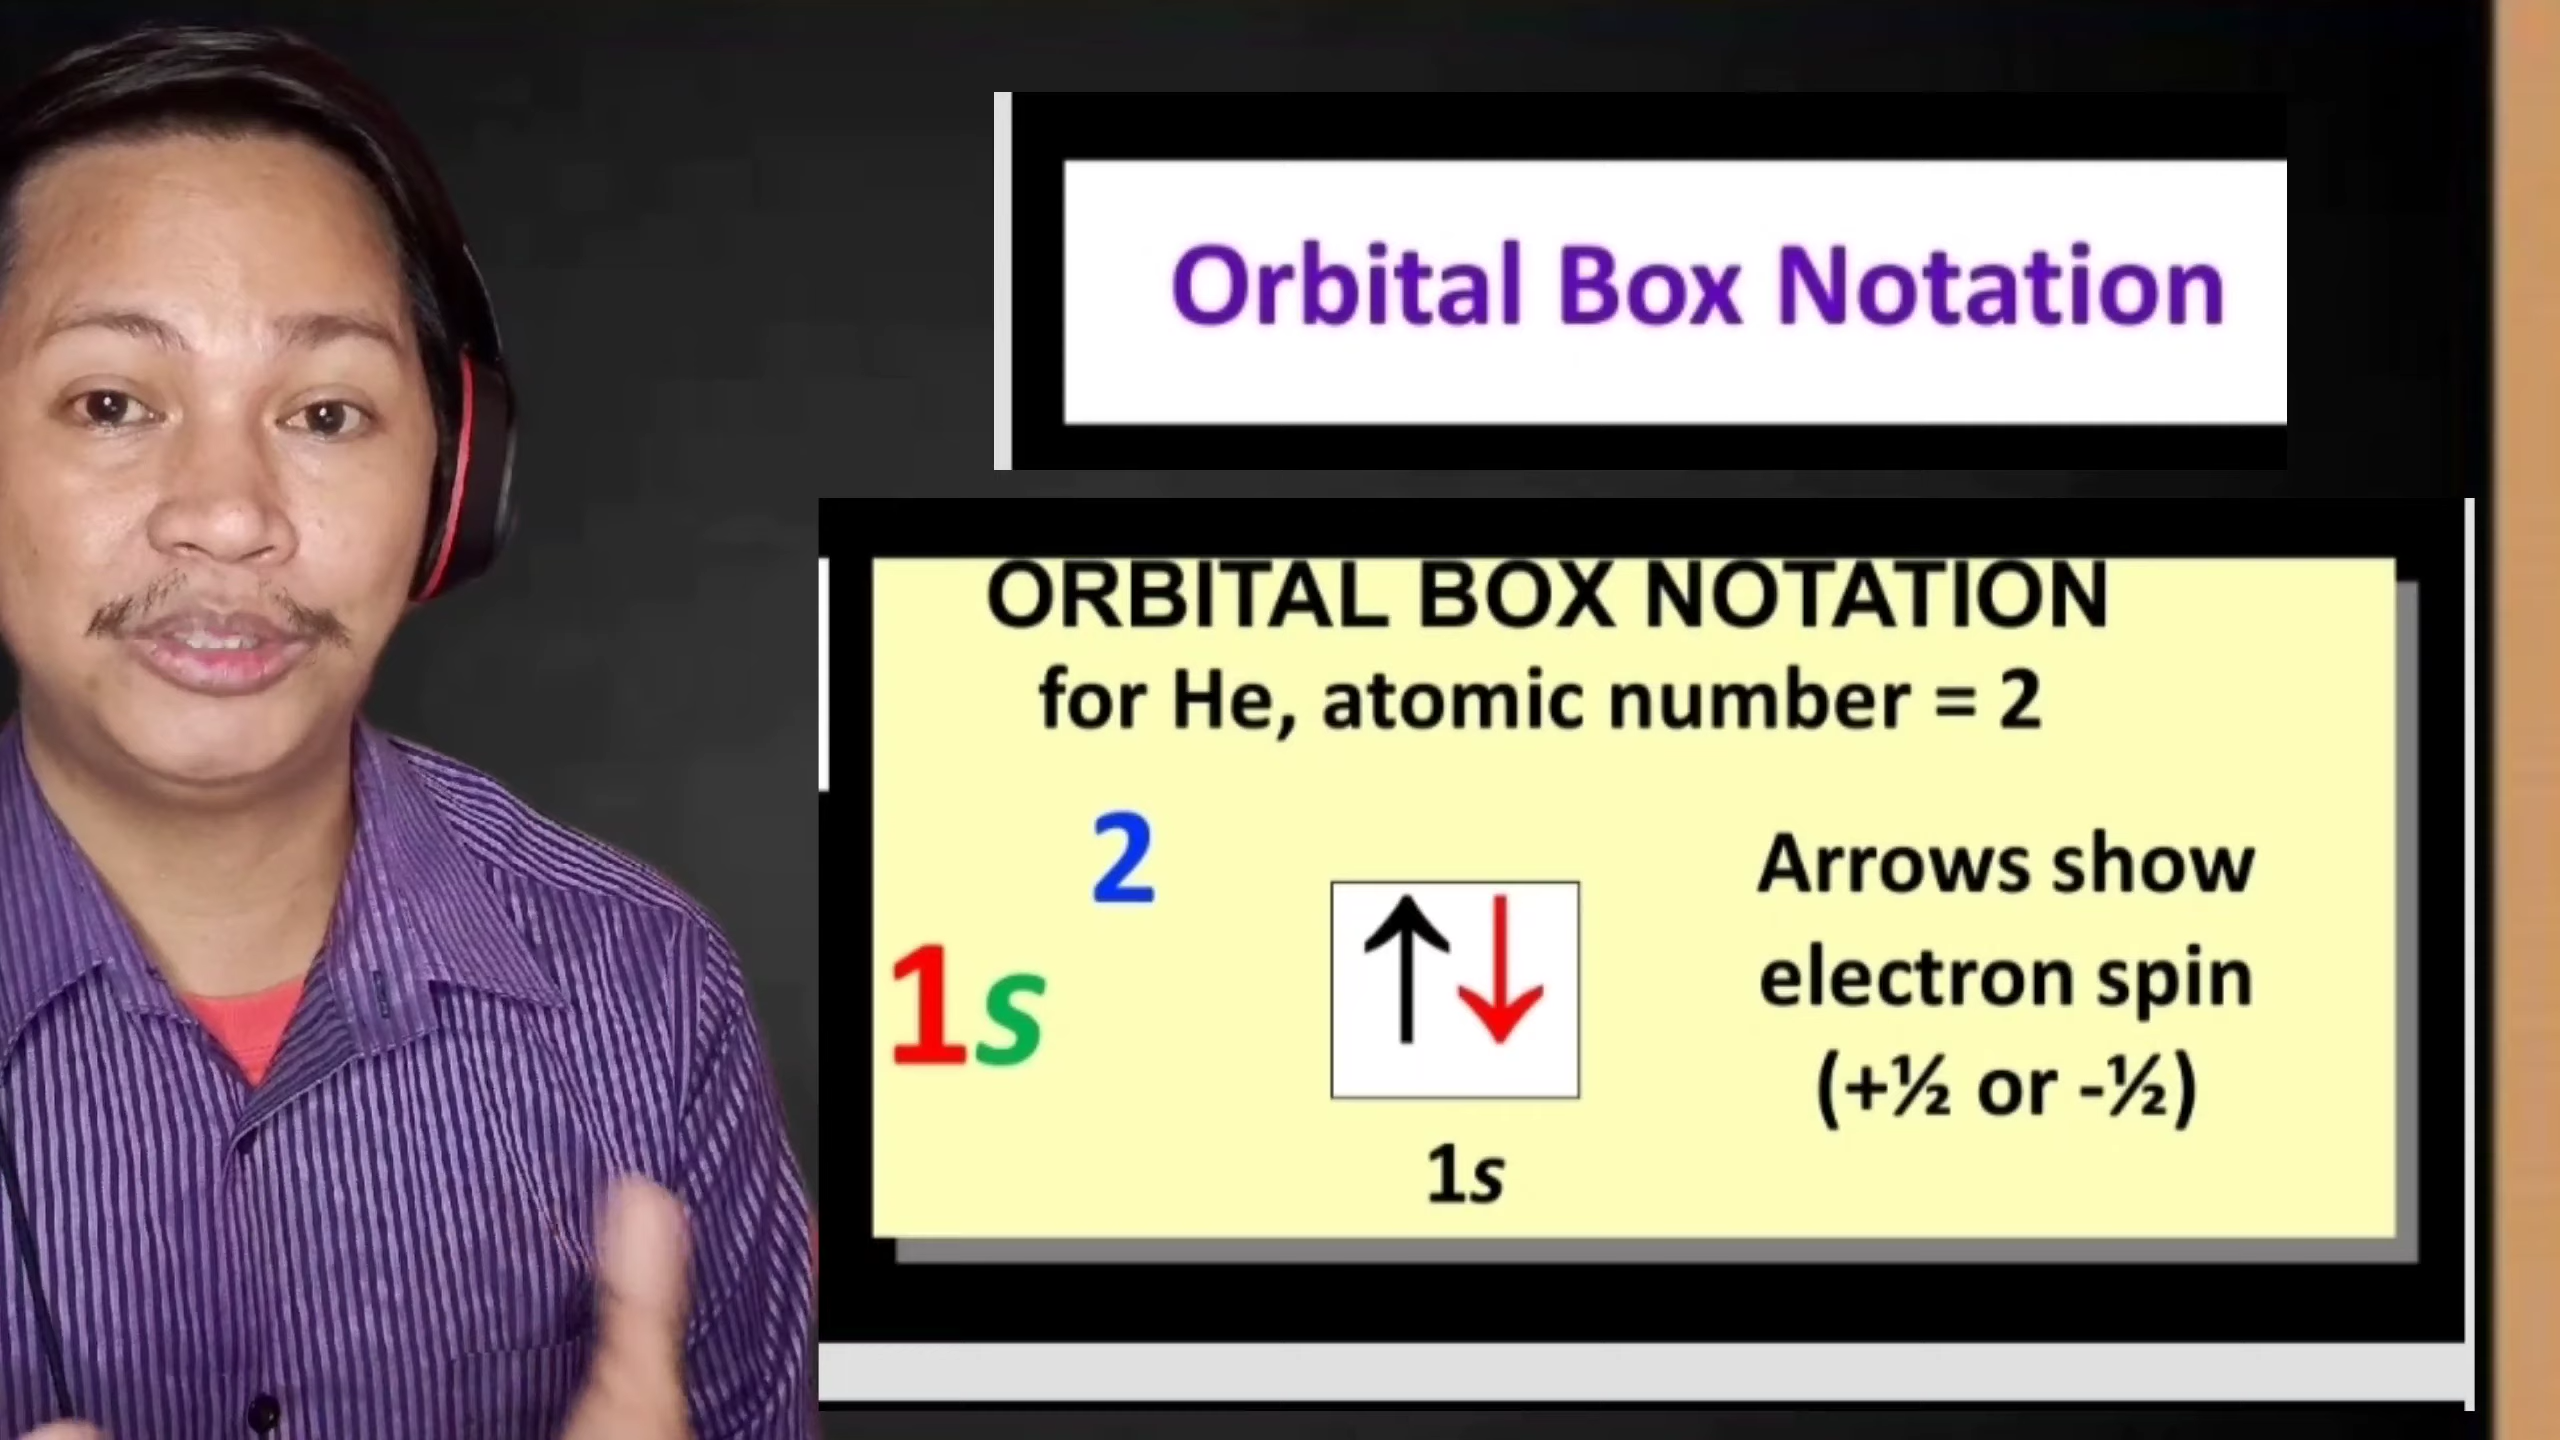 Orbital Box Notation
ORBITAL BOX NOTATION
for He, atomic number = 2
2
1s
1s
Arrows show
electron spin
(+½ or -½)